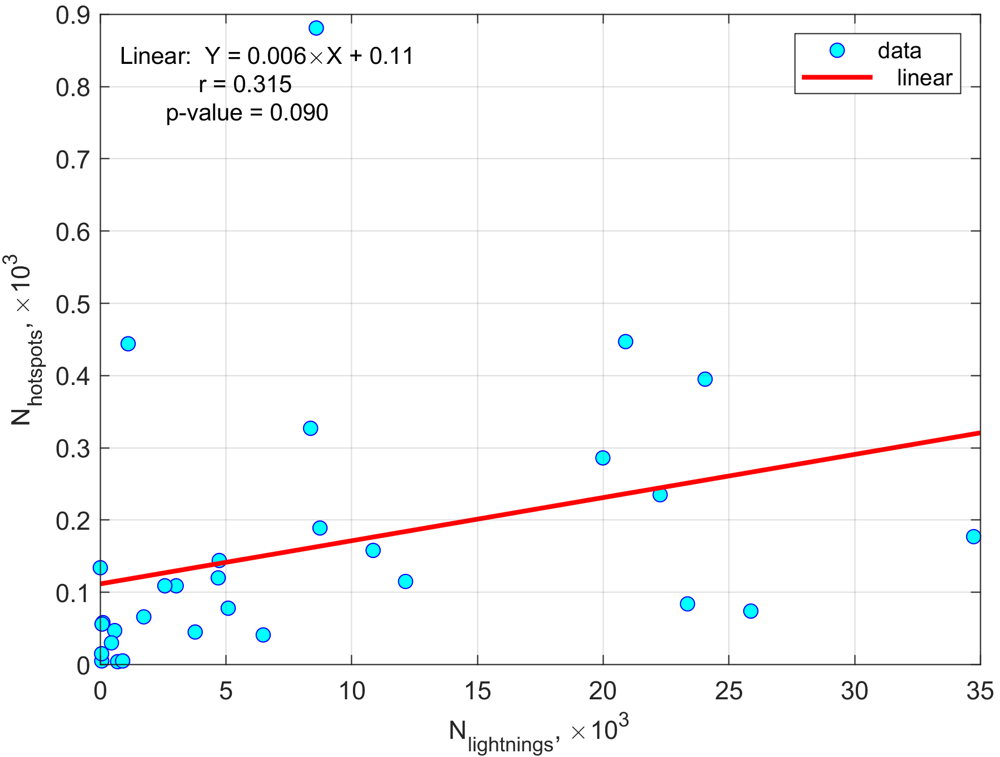 0.9
0.8
0.7
0.6
0.5
0.4
0.3
0.2
0.1
0
N_hotspots, ×10^3
Linear: Y = 0.006×X + 0.11
r = 0.315
p-value = 0.090
data
linear
0 5 10 15 20 25 30 35
N_lightnings, ×10^3